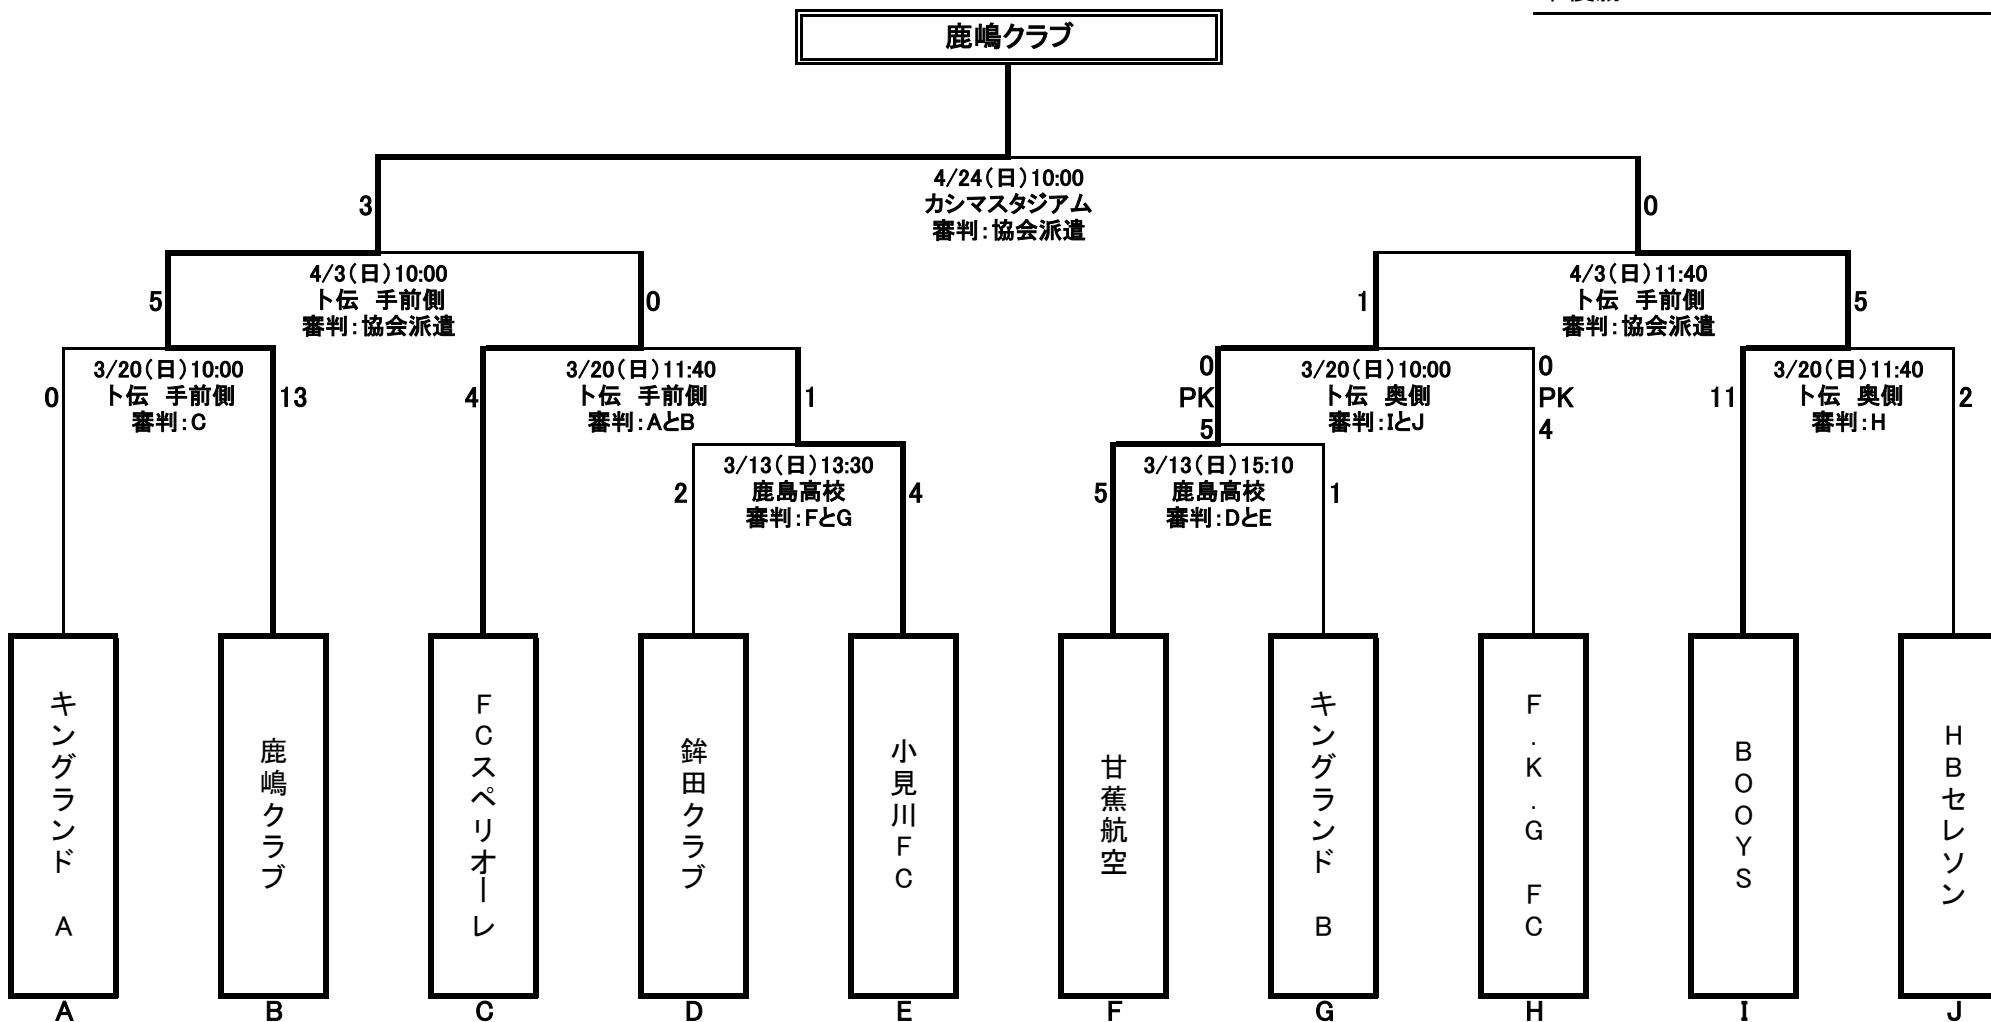 鹿嶋クラブ
4/24(日)10:00
カシマスタジアム
審判:協会派遣
3
0
4/3(日)10:00
卜伝 手前側
審判:協会派遣
5
0
4/3(日)11:40
卜伝 手前側
審判:協会派遣
1
5
3/20(日)10:00
卜伝 手前側
審判:C
0
13
3/20(日)11:40
卜伝 手前側
審判:AとB
4
1
3/20(日)10:00
卜伝 奥側
審判:IとJ
0
PK
5
0
PK
4
3/20(日)11:40
卜伝 奥側
審判:H
11
2
3/13(日)13:30
鹿島高校
審判:FとG
2
4
3/13(日)15:10
鹿島高校
審判:DとE
5
1
キングランド A
鹿嶋クラブ
FCスペリオーレ
鉾田クラブ
小見川FC
甘蕉航空
キングランド B
F.K.G FC
BOOYS
HBセレソン
A
B
C
D
E
F
G
H
I
J